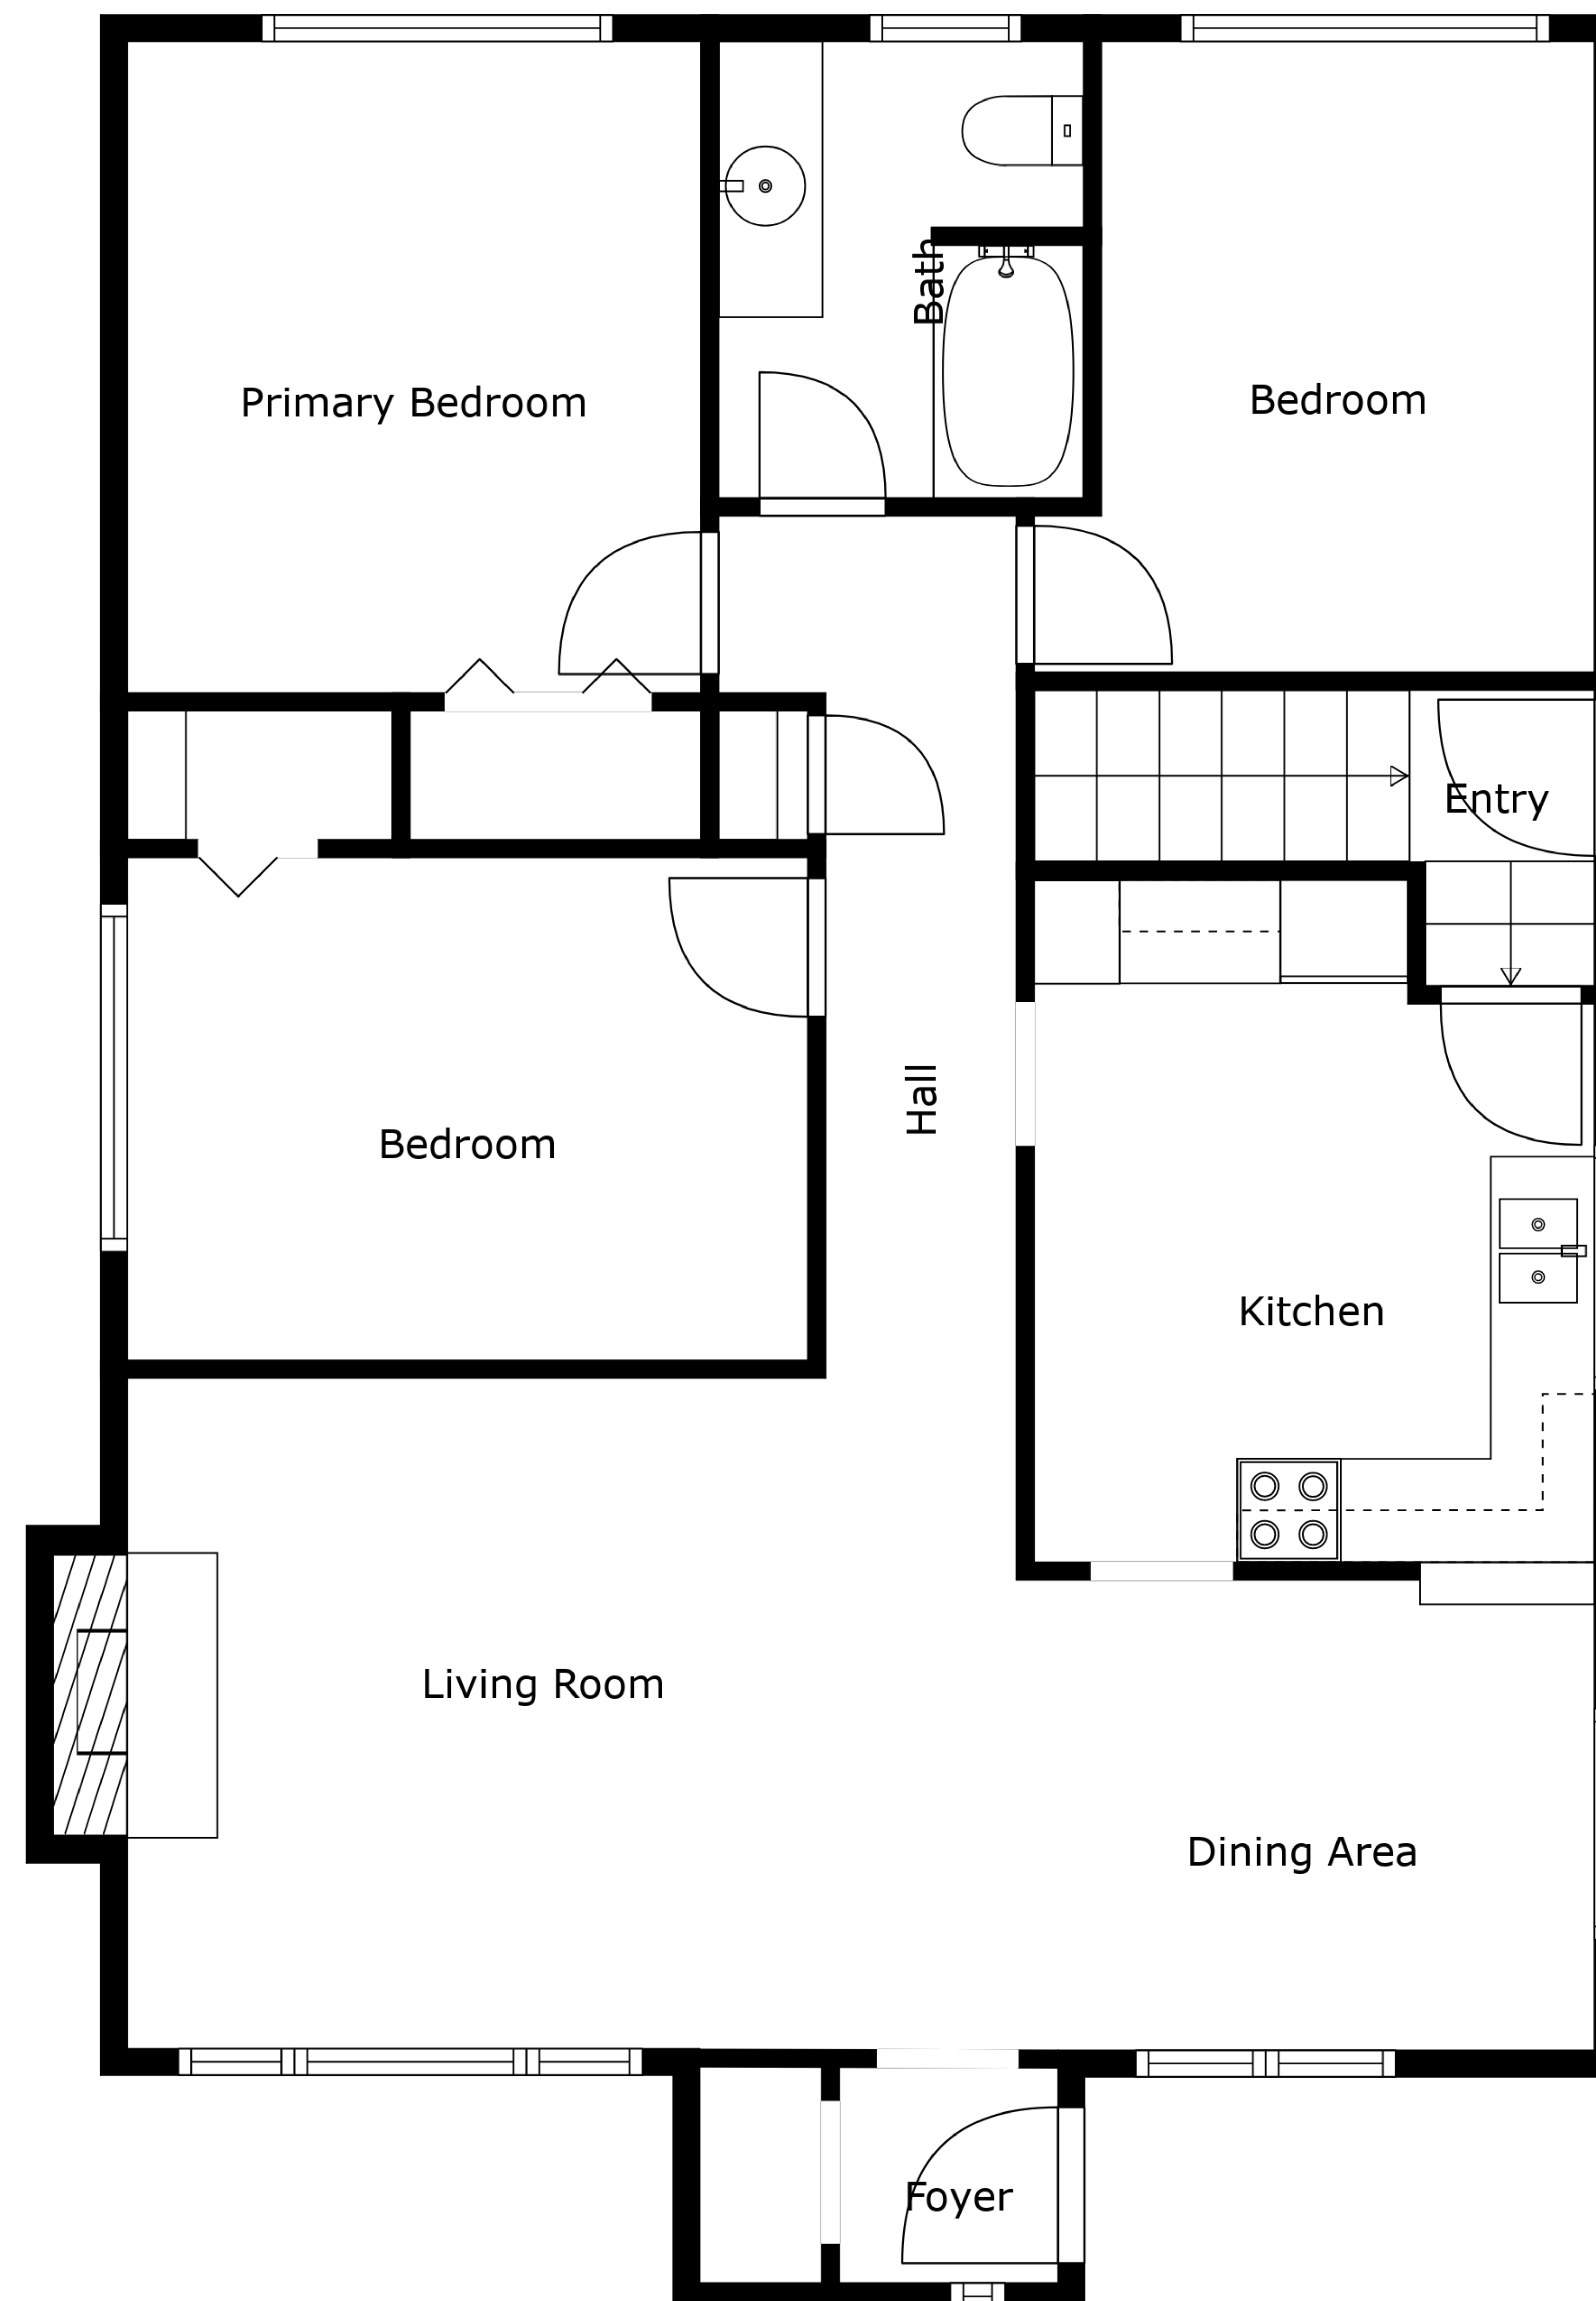 Bath
Primary Bedroom
Bedroom
Entry
Hall
Bedroom
Kitchen
Living Room
Dining Area
Foyer